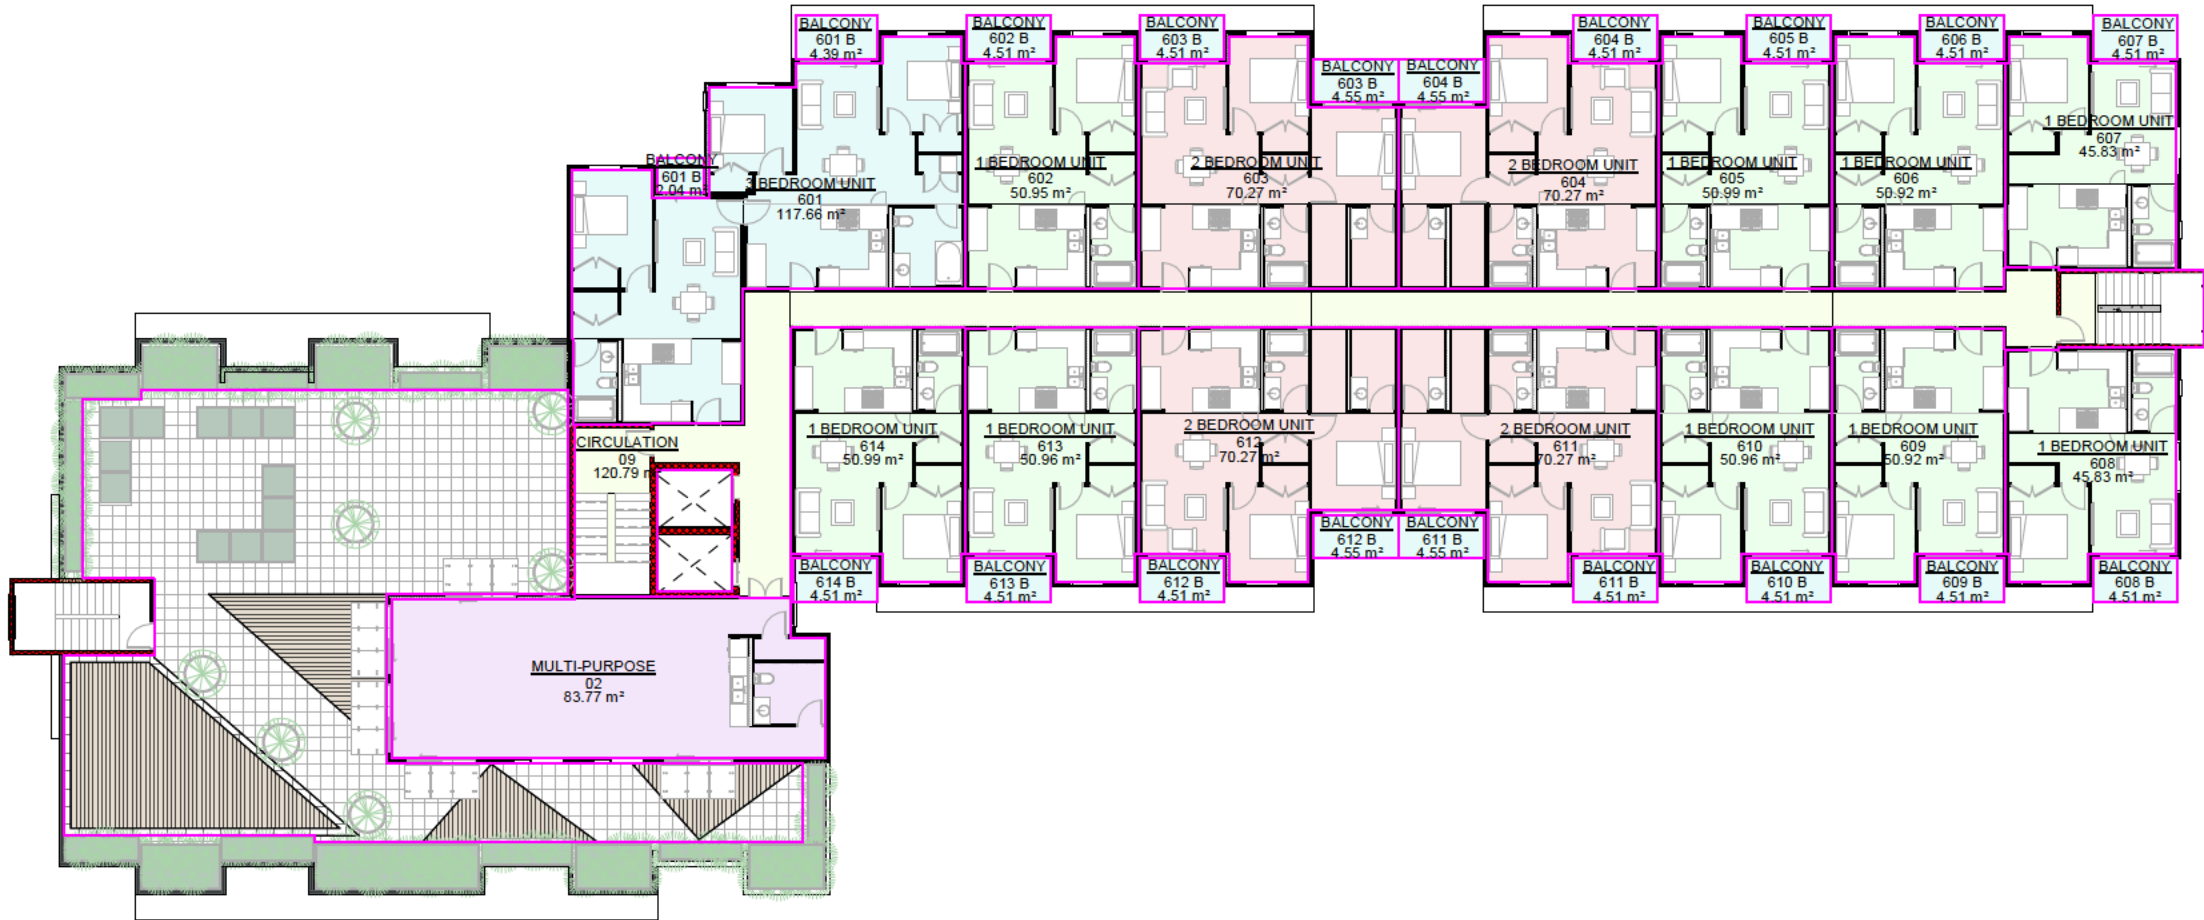 BALCONY
601 B
4.39 m²
BALCONY
602 B
4.51 m²
BALCONY
603 B
4.51 m²
BALCONY
604 B
4.51 m²
BALCONY
605 B
4.51 m²
BALCONY
606 B
4.51 m²
BALCONY
607 B
4.51 m²
BALCONY
603 B
4.55 m²
BALCONY
604 B
4.55 m²
BALCONY
601 B
2.04 m²
3 BEDROOM UNIT
601
117.66 m²
1 BEDROOM UNIT
602
50.95 m²
2 BEDROOM UNIT
603
70.27 m²
2 BEDROOM UNIT
604
70.27 m²
1 BEDROOM UNIT
605
50.99 m²
1 BEDROOM UNIT
606
50.92 m²
1 BEDROOM UNIT
607
45.83 m²
CIRCULATION
09
120.79 m
1 BEDROOM UNIT
614
50.99 m²
1 BEDROOM UNIT
613
50.96 m²
2 BEDROOM UNIT
612
70.27 m²
2 BEDROOM UNIT
611
70.27 m²
1 BEDROOM UNIT
610
50.96 m²
1 BEDROOM UNIT
609
50.92 m²
1 BEDROOM UNIT
608
45.83 m²
BALCONY
612 B
4.55 m²
BALCONY
611 B
4.55 m²
BALCONY
614 B
4.51 m²
BALCONY
613 B
4.51 m²
BALCONY
612 B
4.51 m²
BALCONY
611 B
4.51 m²
BALCONY
610 B
4.51 m²
BALCONY
609 B
4.51 m²
BALCONY
608 B
4.51 m²
MULTI-PURPOSE
02
83.77 m²